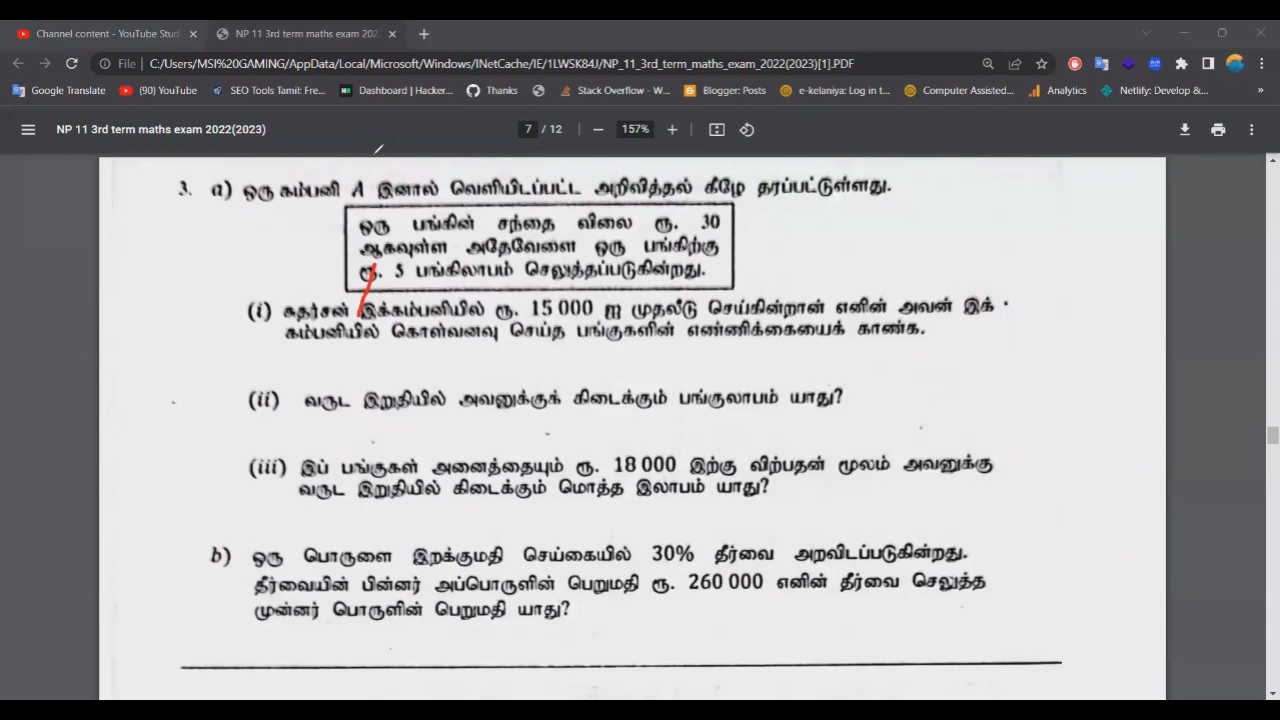 Channel content - YouTube Stud
NP 11 3rd term maths exam 202
File
C:/Users/MSI%20GAMING/AppData/Local/Microsoft/Windows/INetCache/IE/1LWSK84J/NP_11_3rd_term_maths_exam_2022(2023)[1].PDF
Google Translate
(90) YouTube
SEO Tools Tamil: Fre...
Dashboard | Hacker...
Thanks
Stack Overflow - W...
Blogger: Posts
e-kelaniya: Log in t...
Computer Assisted...
Analytics
Netlify: Develop &...
»
NP 11 3rd term maths exam 2022(2023)
7 / 12
157%
3. a) ஒரு கம்பனி A இனால் வெளியிடப்பட்ட அறிவித்தல் கீழே தரப்பட்டுள்ளது.
ஒரு பங்கின் சந்தை விலை ரூ. 30
ஆகவுள்ள அதேவேளை ஒரு பங்கிற்கு
ரூ. 5 பங்கிலாபம் செலுத்தப்படுகின்றது.
(i) சுதர்சன் இக்கம்பனியில் ரூ. 15 000 ஐ முதலீடு செய்கின்றான் எனின் அவன் இக்
கம்பனியில் கொள்வனவு செய்த பங்குகளின் எண்ணிக்கையைக் காண்க.
(ii) வருட இறுதியில் அவனுக்குக் கிடைக்கும் பங்குலாபம் யாது?
(iii) இப் பங்குகள் அனைத்தையும் ரூ. 18 000 இற்கு விற்பதன் மூலம் அவனுக்கு
வருட இறுதியில் கிடைக்கும் மொத்த இலாபம் யாது?
b) ஒரு பொருளை இறக்குமதி செய்கையில் 30% தீர்வை அறவிடப்படுகின்றது.
தீர்வையின் பின்னர் அப்பொருளின் பெறுமதி ரூ. 260 000 எனின் தீர்வை செலுத்த
முன்னர் பொருளின் பெறுமதி யாது?